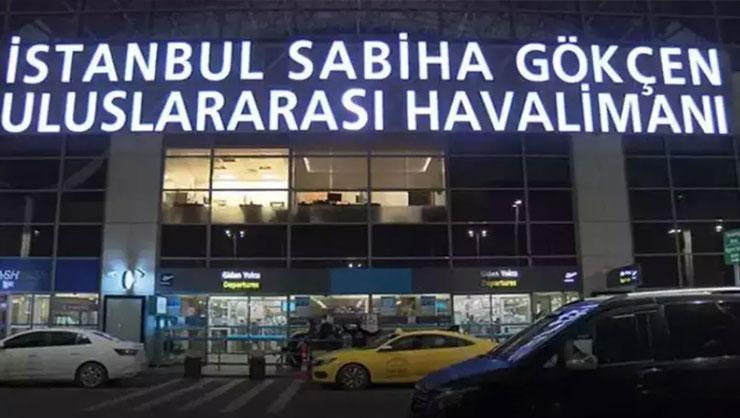 İSTANBUL SABİHA GÖKÇEN
ULUSLARARASI HAVALİMANI
Giden Yolcu
Departures
Giden Yolcu
Departures